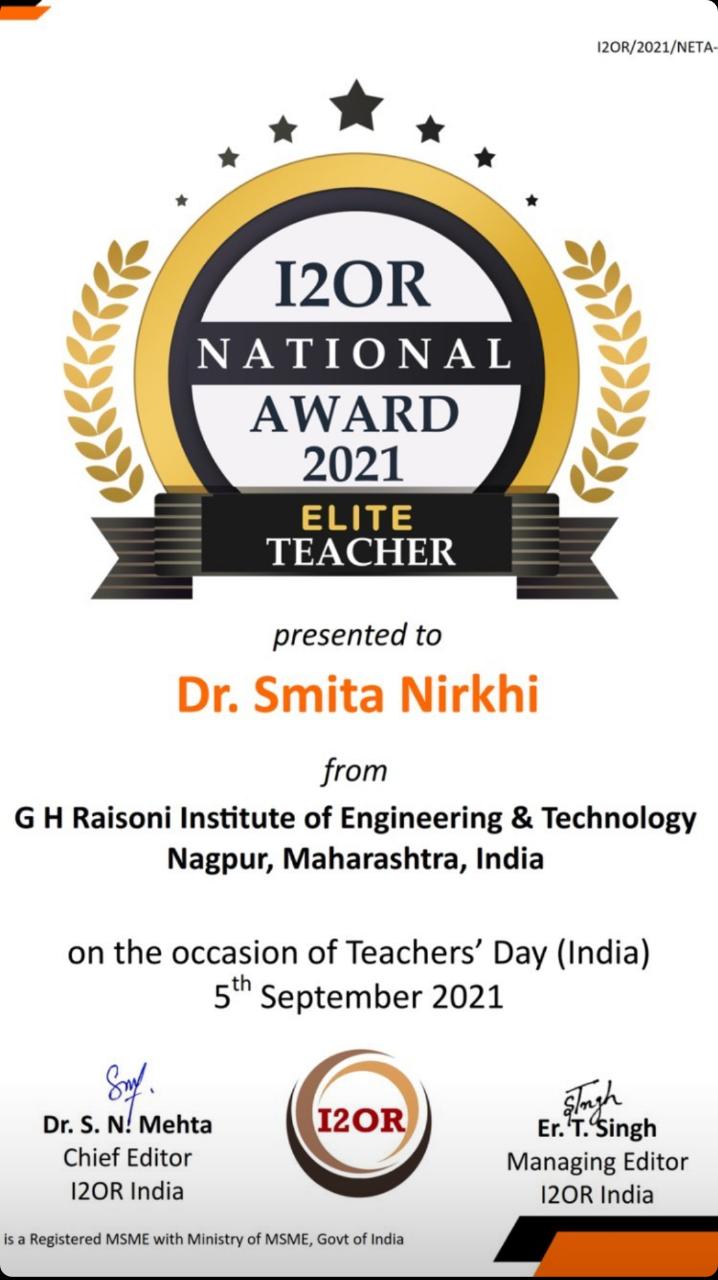 I2OR/2021/NETA-
I2OR
NATIONAL
AWARD
2021
ELITE
TEACHER
presented to
Dr. Smita Nirkhi
from
G H Raisoni Institute of Engineering & Technology
Nagpur, Maharashtra, India
on the occasion of Teachers’ Day (India)
5th September 2021
Dr. S. N. Mehta
Chief Editor
I2OR India
I2OR
Singh
Er. T. Singh
Managing Editor
I2OR India
is a Registered MSME with Ministry of MSME, Govt of India